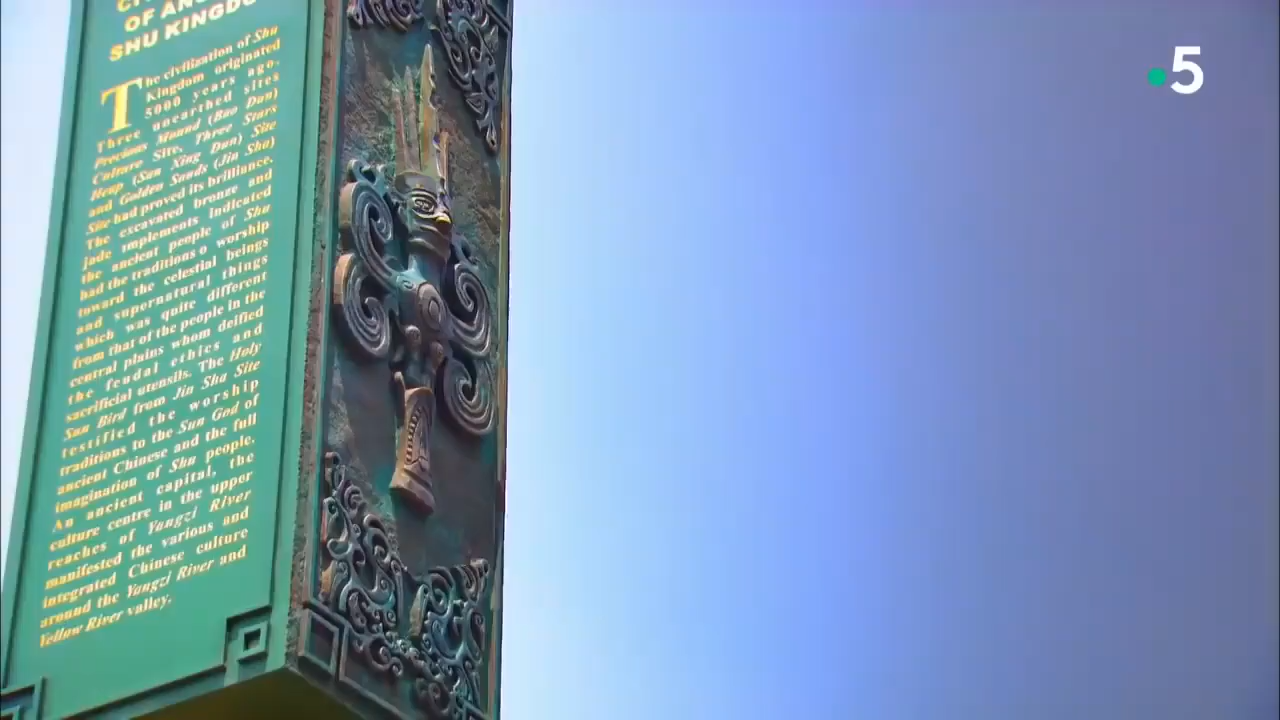 OF AN
SHU KINGDO
The civilization of Shu
Kingdom originated
5000 years ago.
Three unearthed sites
Precious Mound (Bao Dun)
Culture Site, Three Stars
Heap (San Xing Dun) Site
and Golden Sands (Jin Sha)
Site had proved its brilliance.
The excavated bronze and
jade implements indicated
the ancient people of Shu
had the traditions o worship
toward the celestial beings
and supernatural things
which was quite different
from that of the people in the
central plains whom deified
the feudal ethics and
sacrificial utensils. The Holy
Sun Bird from Jin Sha Site
testified the worship
traditions to the Sun God of
ancient Chinese and the full
imagination of Shu people.
An ancient capital, the
culture centre in the upper
reaches of Yangzi River
manifested the various and
integrated Chinese culture
around the Yangzi River and
Yellow River valley.
5